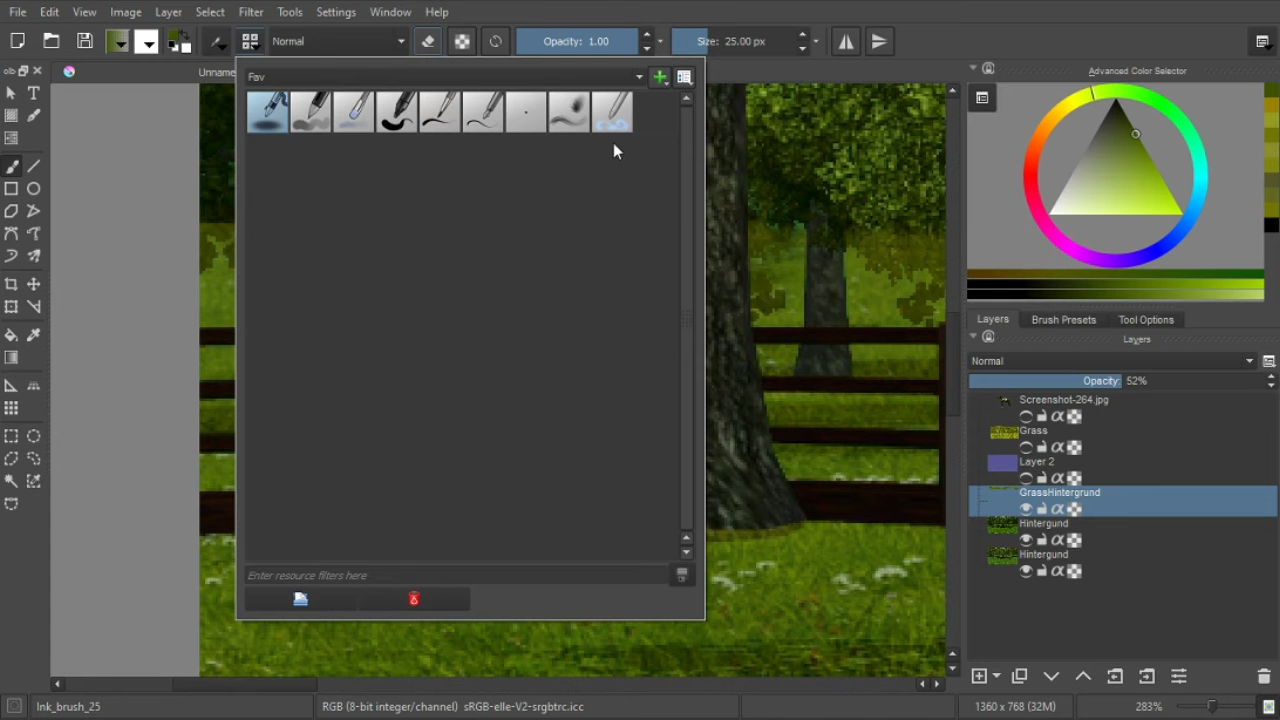 File Edit View Image Layer Select Filter Tools Settings Window Help
Normal Opacity: 1.00 Size: 25.00 px
Unname
Fav
Advanced Color Selector
Layers Brush Presets Tool Options
Layers
Normal
Opacity: 52%
Screenshot-264.jpg
Grass
Layer 2
GrassHintergrund
Hintergund
Hintergund
Enter resource filters here
Ink_brush_25 RGB (8-bit integer/channel) sRGB-elle-V2-srgbtrc.icc 1360 x 768 (32M) 283%